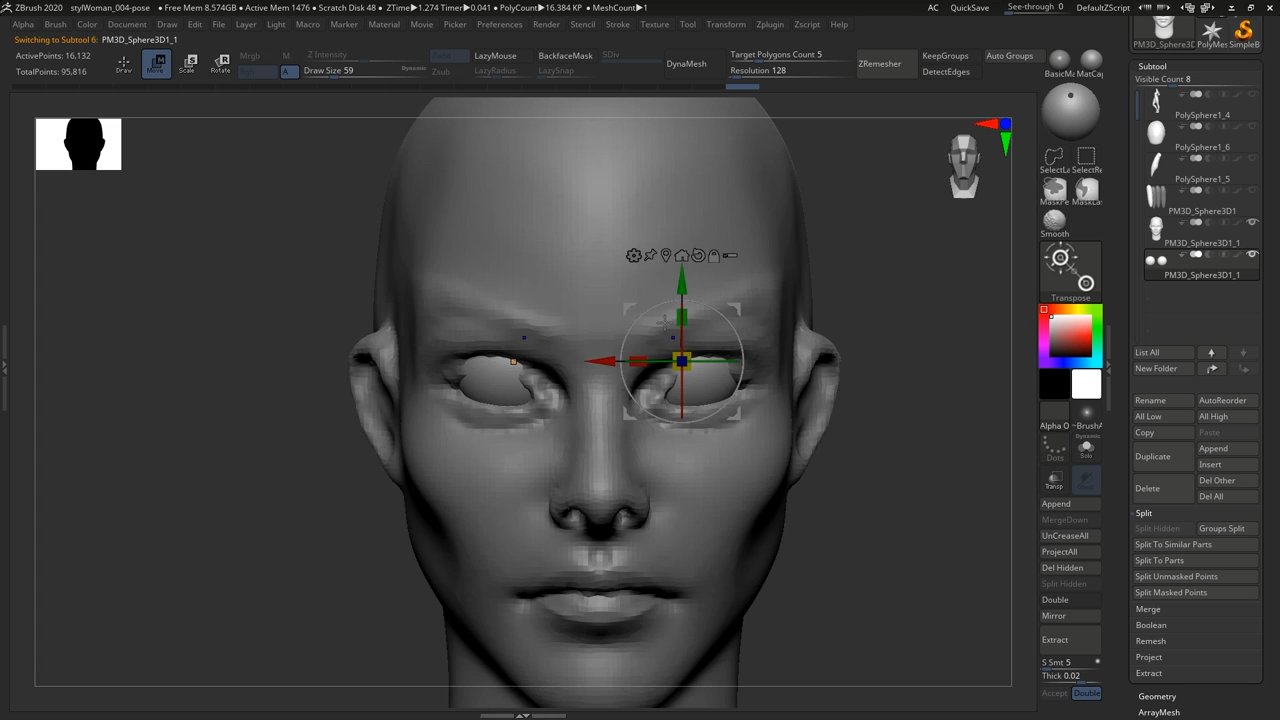 ZBrush 2020 stylWoman_004-pose • Free Mem 8.574GB • Active Mem 1476 • Scratch Disk 48 • ZTime▶1.274 Timer▶0.041 • PolyCount▶16.384 KP • MeshCount▶1 AC QuickSave See-through 0 DefaultZScript
Alpha Brush Color Document Draw Edit File Layer Light Macro Marker Material Movie Picker Preferences Render Stencil Stroke Texture Tool Transform Zplugin Zscript Help
Switching to Subtool 6: PM3D_Sphere3D1_1
ActivePoints: 16,132
TotalPoints: 95,816
Draw
Move
Scale
Rotate
Mrgb M
A
Z Intensity
Draw Size 59 Dynamic
Zsub
LazyMouse
LazyRadius
BackfaceMask
LazySnap
SDiv
DynaMesh
Target Polygons Count 5
Resolution 128
ZRemesher
KeepGroups
DetectEdges
Auto Groups
PM3D_Sphere3D PolyMes SimpleB
BasicMa MatCap
SelectLa SelectRe
MaskPe MaskLas
Smooth
Transpose
Alpha O ~BrushA
Dots
Dynamic
Solo
Transp
Append
MergeDown
UnCreaseAll
ProjectAll
Del Hidden
Split Hidden
Double
Mirror
Extract
S Smt 5
Thick 0.02
Accept Double
Subtool
Visible Count 8
PolySphere1_4
PolySphere1_6
PolySphere1_5
PM3D_Sphere3D1
PM3D_Sphere3D1_1
PM3D_Sphere3D1_1
List All
New Folder
Rename AutoReorder
All Low All High
Copy Paste
Duplicate Append
Insert
Delete Del Other
Del All
Split
Split Hidden Groups Split
Split To Similar Parts
Split To Parts
Split Unmasked Points
Split Masked Points
Merge
Boolean
Remesh
Project
Extract
Geometry
ArrayMesh